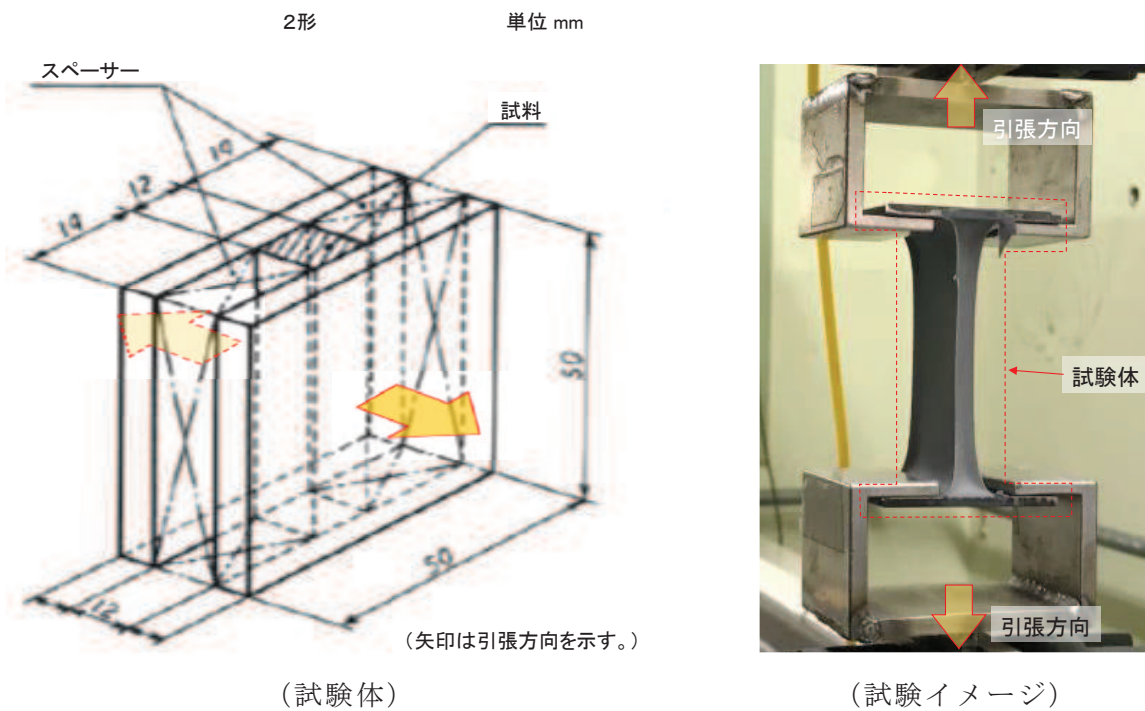 2形
単位 mm
スペーサー
試料
19
12
19
50
50
12
(矢印は引張方向を示す。)
(試験体)
引張方向
試験体
引張方向
(試験イメージ)